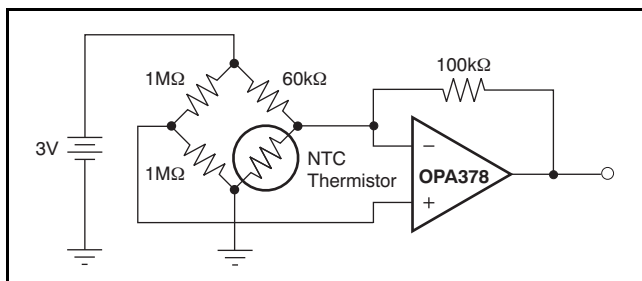 100kΩ
1MΩ
60kΩ
3V
1MΩ
NTC
Thermistor
−
OPA378
+